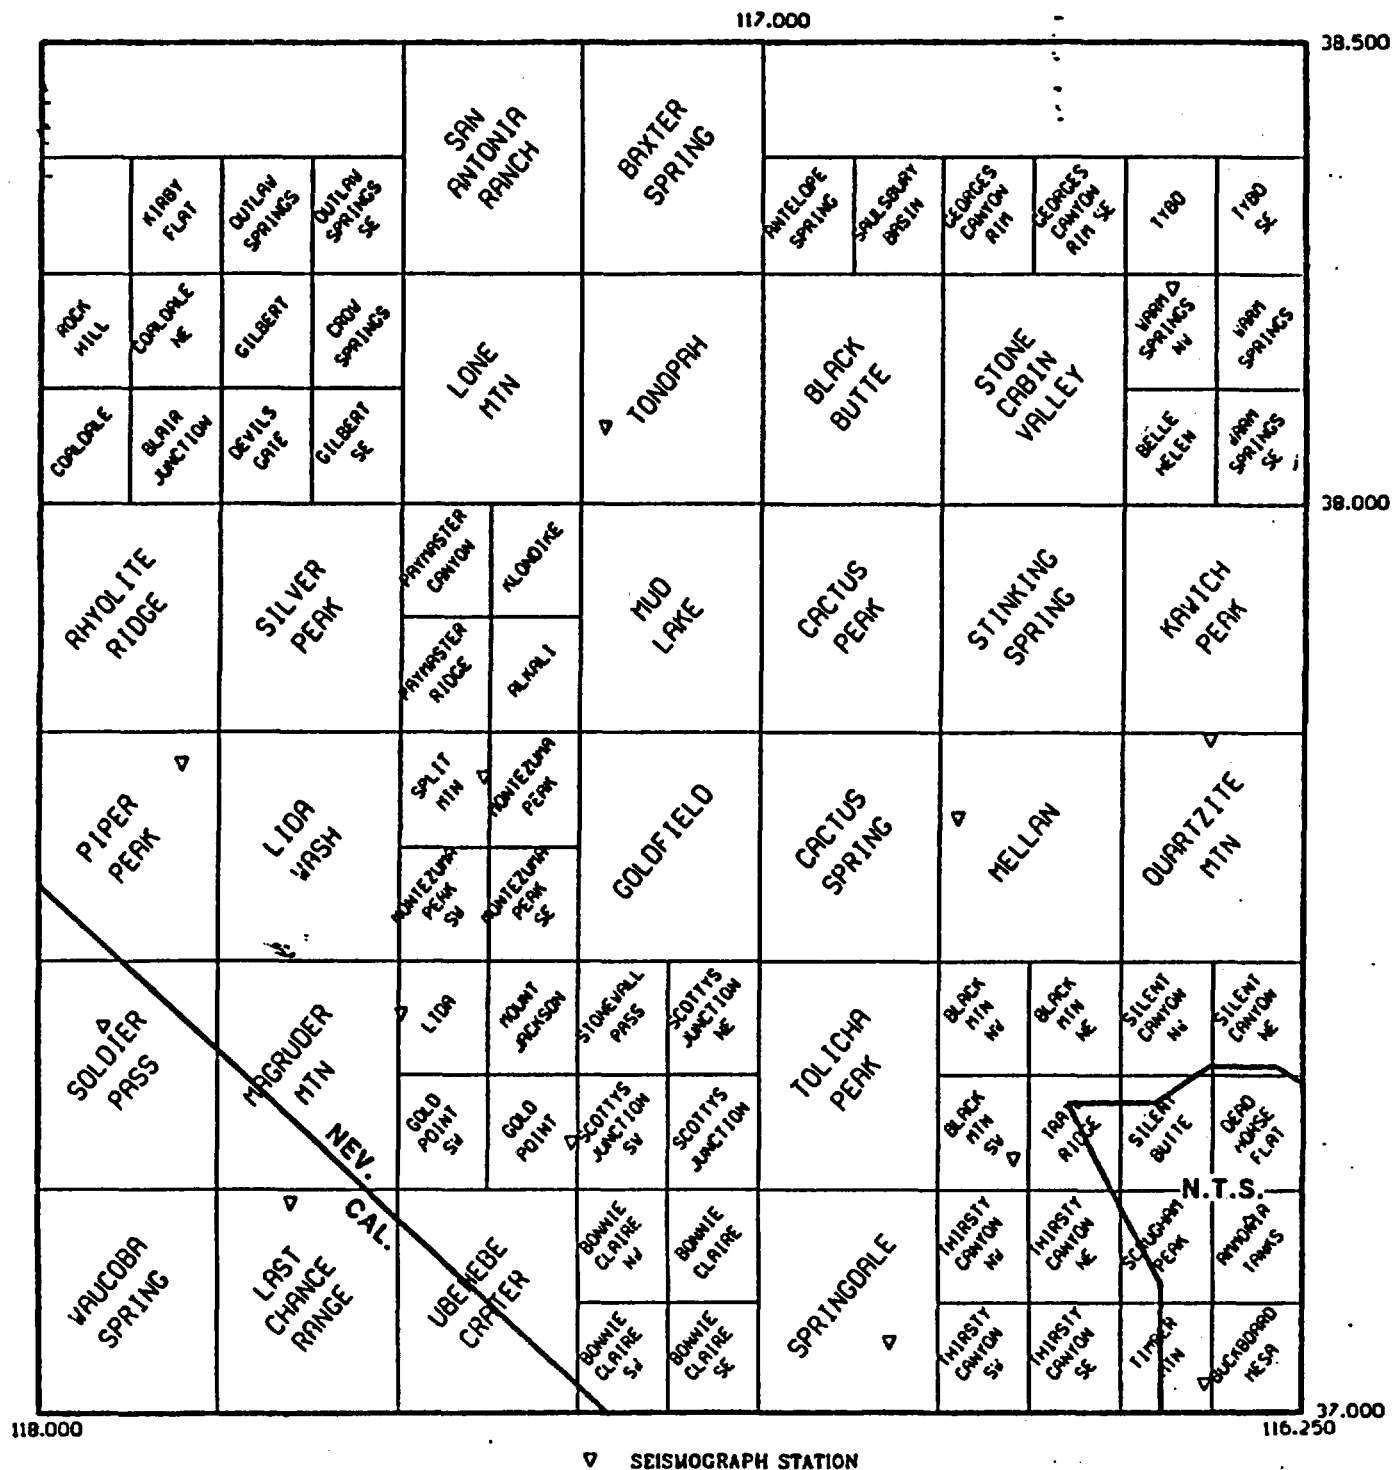 117.000
38.500
SAN
ANTONIA
RANCH
BAXTER
SPRING
KIRBY
FLAT
OUTLAW
SPRINGS
OUTLAW
SPRINGS
SE
ANTELOPE
SPRING
SAULSBURY
BASIN
GEORGES
CANYON
RIM
GEORGES
CANYON
RIM SE
TYBO
TYBO
SE
ROCK
HILL
COALDALE
NE
GILBERT
CROW
SPRINGS
LONE
MTN
TONOPAH
BLACK
BUTTE
STONE
CABIN
VALLEY
WARM
SPRINGS
NW
WARM
SPRINGS
COALDALE
BLAIR
JUNCTION
DEVILS
GATE
GILBERT
SE
BELLE
HELEN
WARM
SPRINGS
SE
38.000
RHYOLITE
RIDGE
SILVER
PEAK
PAYMASTER
CANYON
KLONDIKE
MUD
LAKE
CACTUS
PEAK
STINKING
SPRING
KAWICH
PEAK
PAYMASTER
RIDGE
ALKALI
PIPER
PEAK
LIDA
WASH
SPLIT
MTN
MONTEZUMA
PEAK
GOLDFIELD
CACTUS
SPRING
MELLAN
QUARTZITE
MTN
MONTEZUMA
PEAK
SW
MONTEZUMA
PEAK
SE
SOLDIER
PASS
MAGRUDER
MTN
LIDA
MOUNT
JACKSON
STONEWALL
PASS
SCOTTYS
JUNCTION
NE
TOLICHA
PEAK
BLACK
MTN
NW
BLACK
MTN
NE
SILENT
CANYON
NW
SILENT
CANYON
NE
GOLD
POINT
SW
GOLD
POINT
SCOTTYS
JUNCTION
SW
SCOTTYS
JUNCTION
BLACK
MTN
SW
TRAIL
RIDGE
SILENT
BUTTE
DEAD
HORSE
FLAT
NEV.
CAL.
N.T.S.
WAUCOBA
SPRING
LAST
CHANCE
RANGE
UBEHEBE
CRATER
BONNIE
CLAIRE
NW
BONNIE
CLAIRE
SPRINGDALE
THIRSTY
CANYON
NW
THIRSTY
CANYON
NE
SCRUGHAM
PEAK
AMMONIA
TANKS
BONNIE
CLAIRE
SW
BONNIE
CLAIRE
SE
THIRSTY
CANYON
SW
THIRSTY
CANYON
SE
TIMBER
MTN
BUCKBOARD
MESA
118.000
37.000
116.250
SEISMOGRAPH STATION